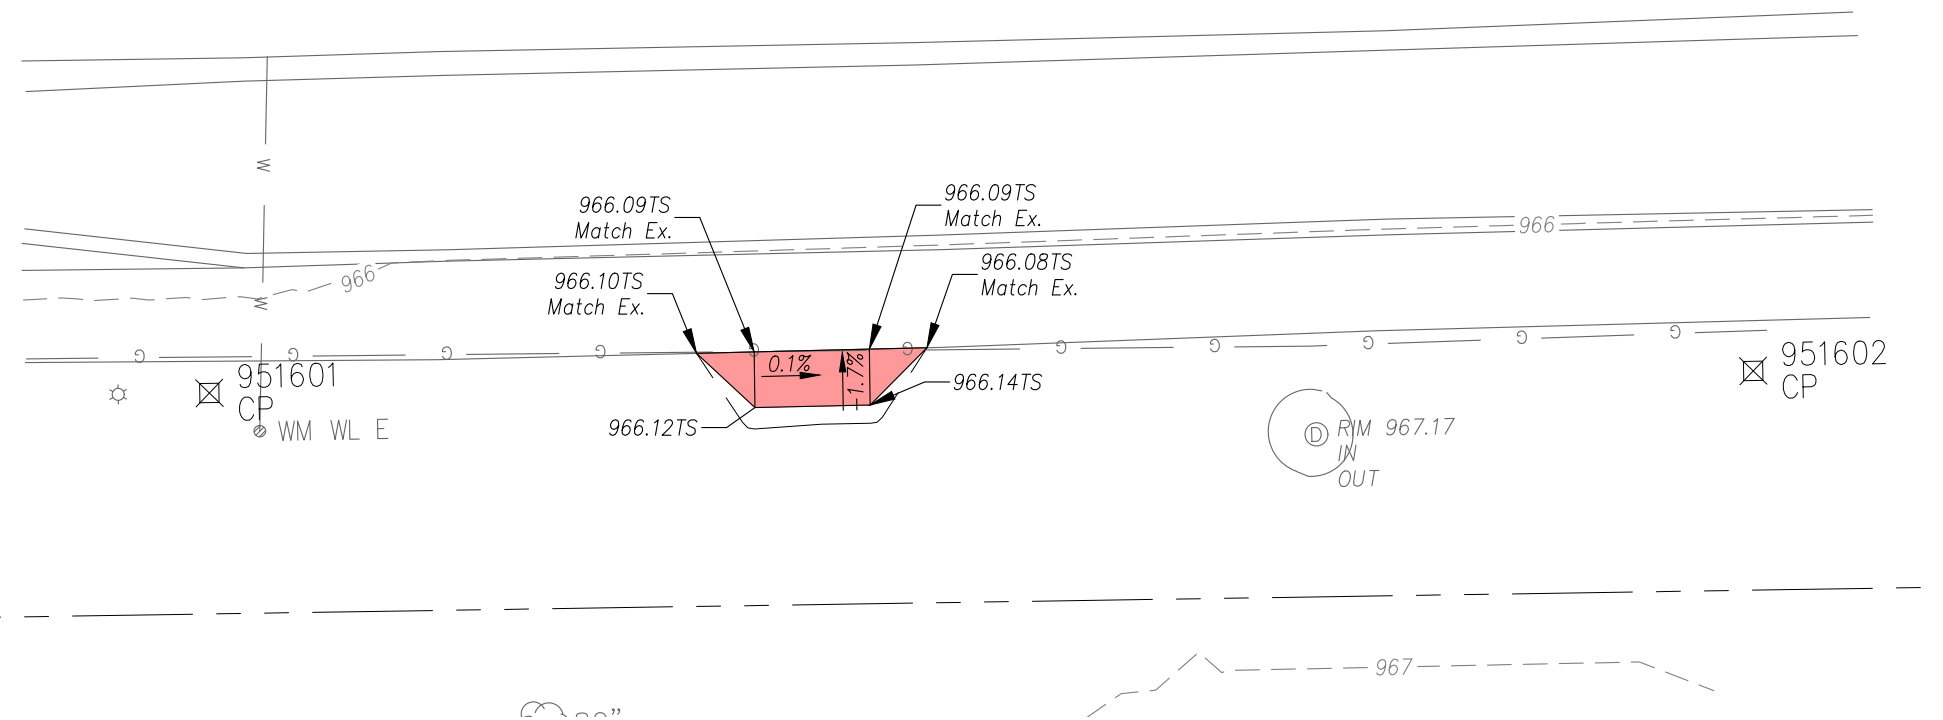 W
966.09TS
Match Ex.
966.09TS
Match Ex.
966
966.10TS
Match Ex.
966.08TS
Match Ex.
966
W
G
G
G
G
G
G
G
G
G
G
G
0.1%
-1.7%
951601
CP
966.14TS
951602
CP
966.12TS
WM WL E
D
RIM 967.17
IN
OUT
967